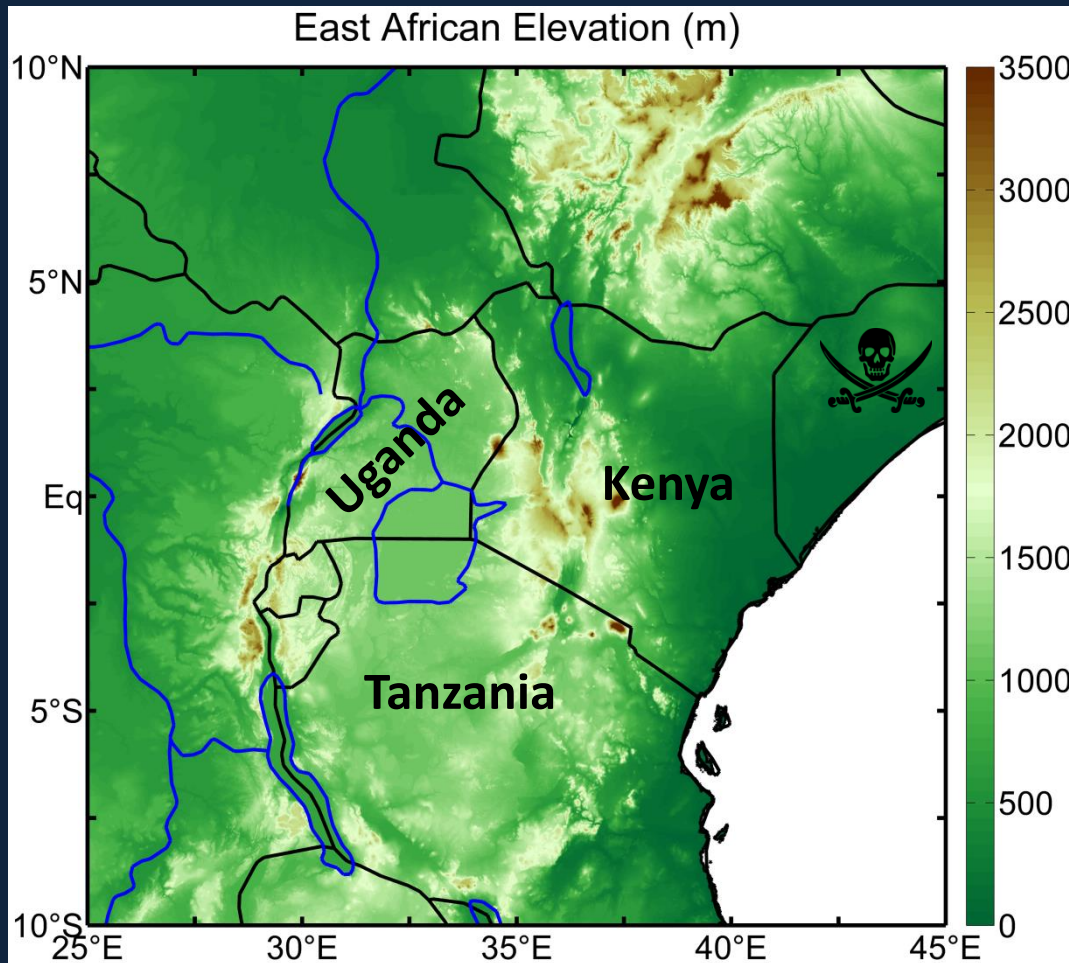 East African Elevation (m)
10°N
5°N
Eq
5°S
10°S
25°E
30°E
35°E
40°E
45°E
Uganda
Kenya
Tanzania
3500
3000
2500
2000
1500
1000
500
0